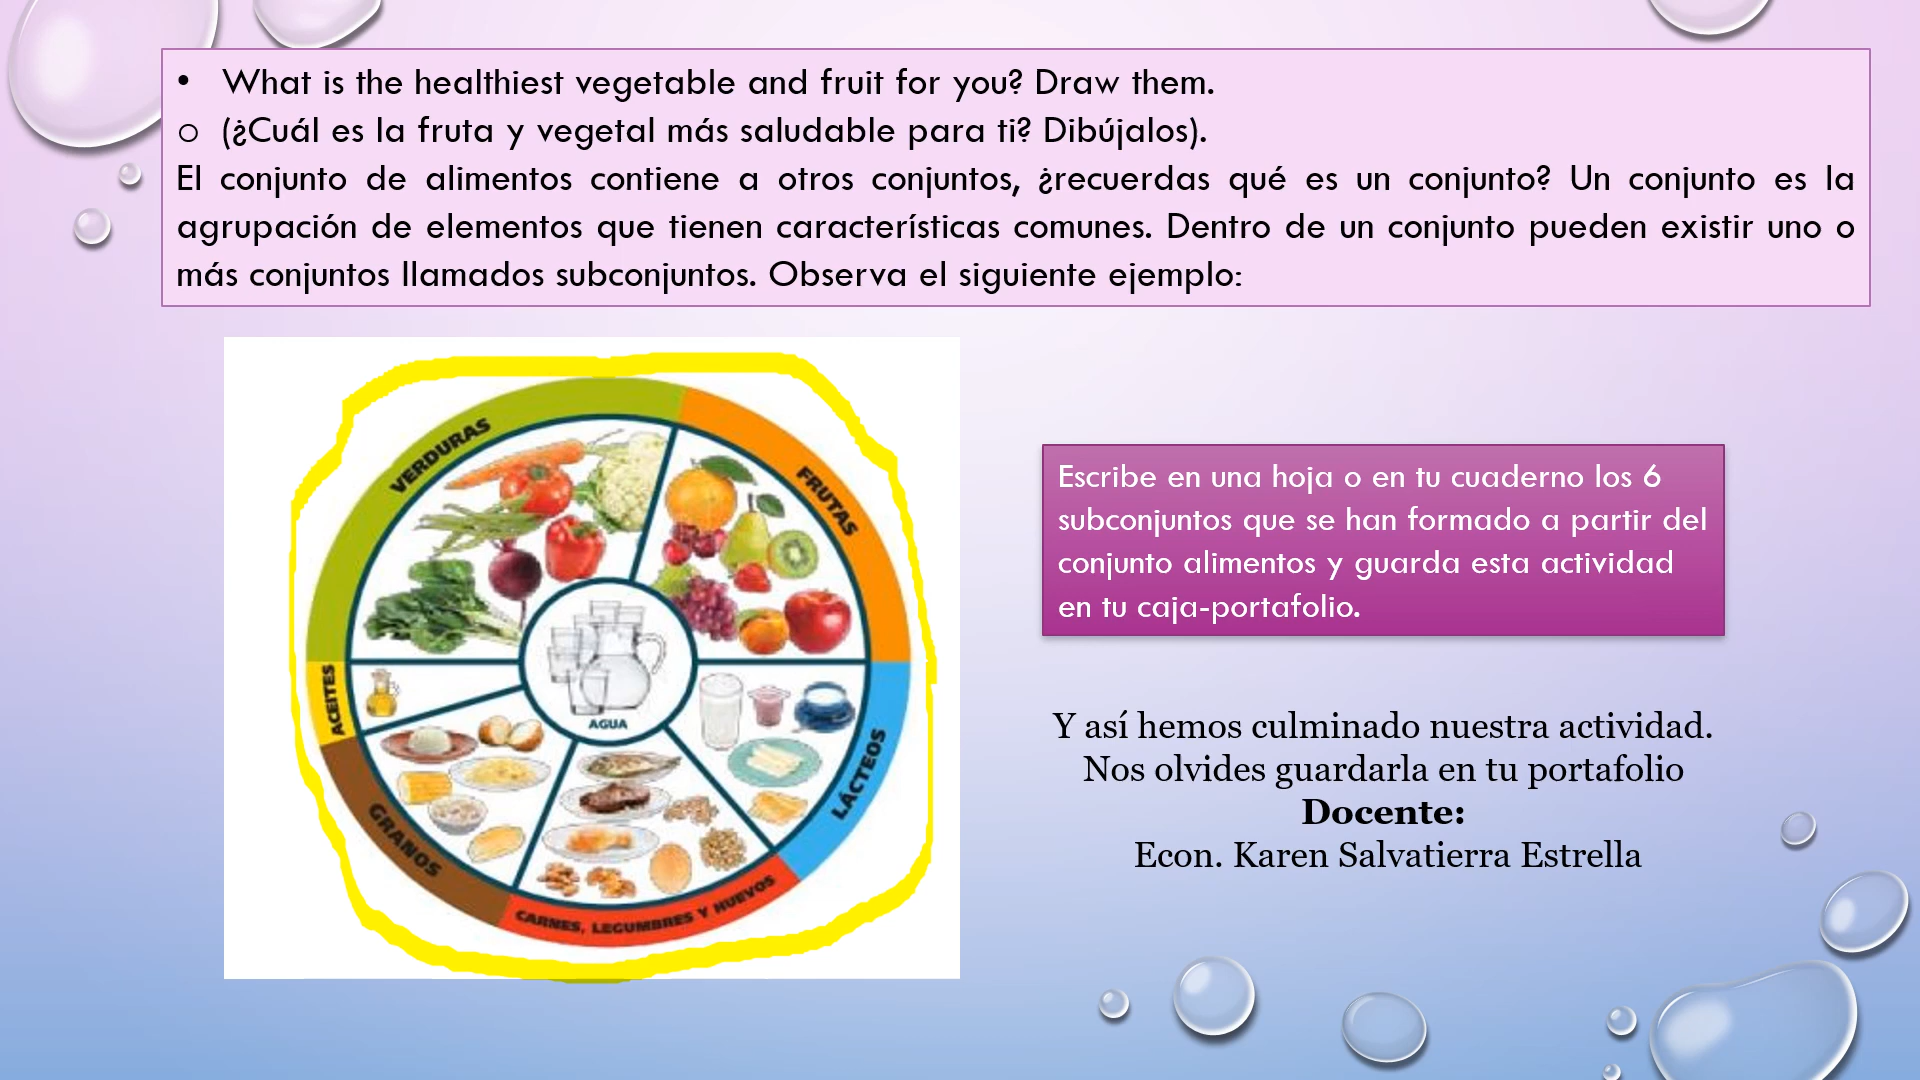 • What is the healthiest vegetable and fruit for you? Draw them.
o (¿Cuál es la fruta y vegetal más saludable para ti? Dibújalos).
El conjunto de alimentos contiene a otros conjuntos, ¿recuerdas qué es un conjunto? Un conjunto es la
agrupación de elementos que tienen características comunes. Dentro de un conjunto pueden existir uno o
más conjuntos llamados subconjuntos. Observa el siguiente ejemplo:
VERDURAS
FRUTAS
ACEITES
AGUA
LÁCTEOS
GRANOS
CARNES, LEGUMBRES Y HUEVOS
Escribe en una hoja o en tu cuaderno los 6
subconjuntos que se han formado a partir del
conjunto alimentos y guarda esta actividad
en tu caja-portafolio.
Y así hemos culminado nuestra actividad.
Nos olvides guardarla en tu portafolio
Docente:
Econ. Karen Salvatierra Estrella